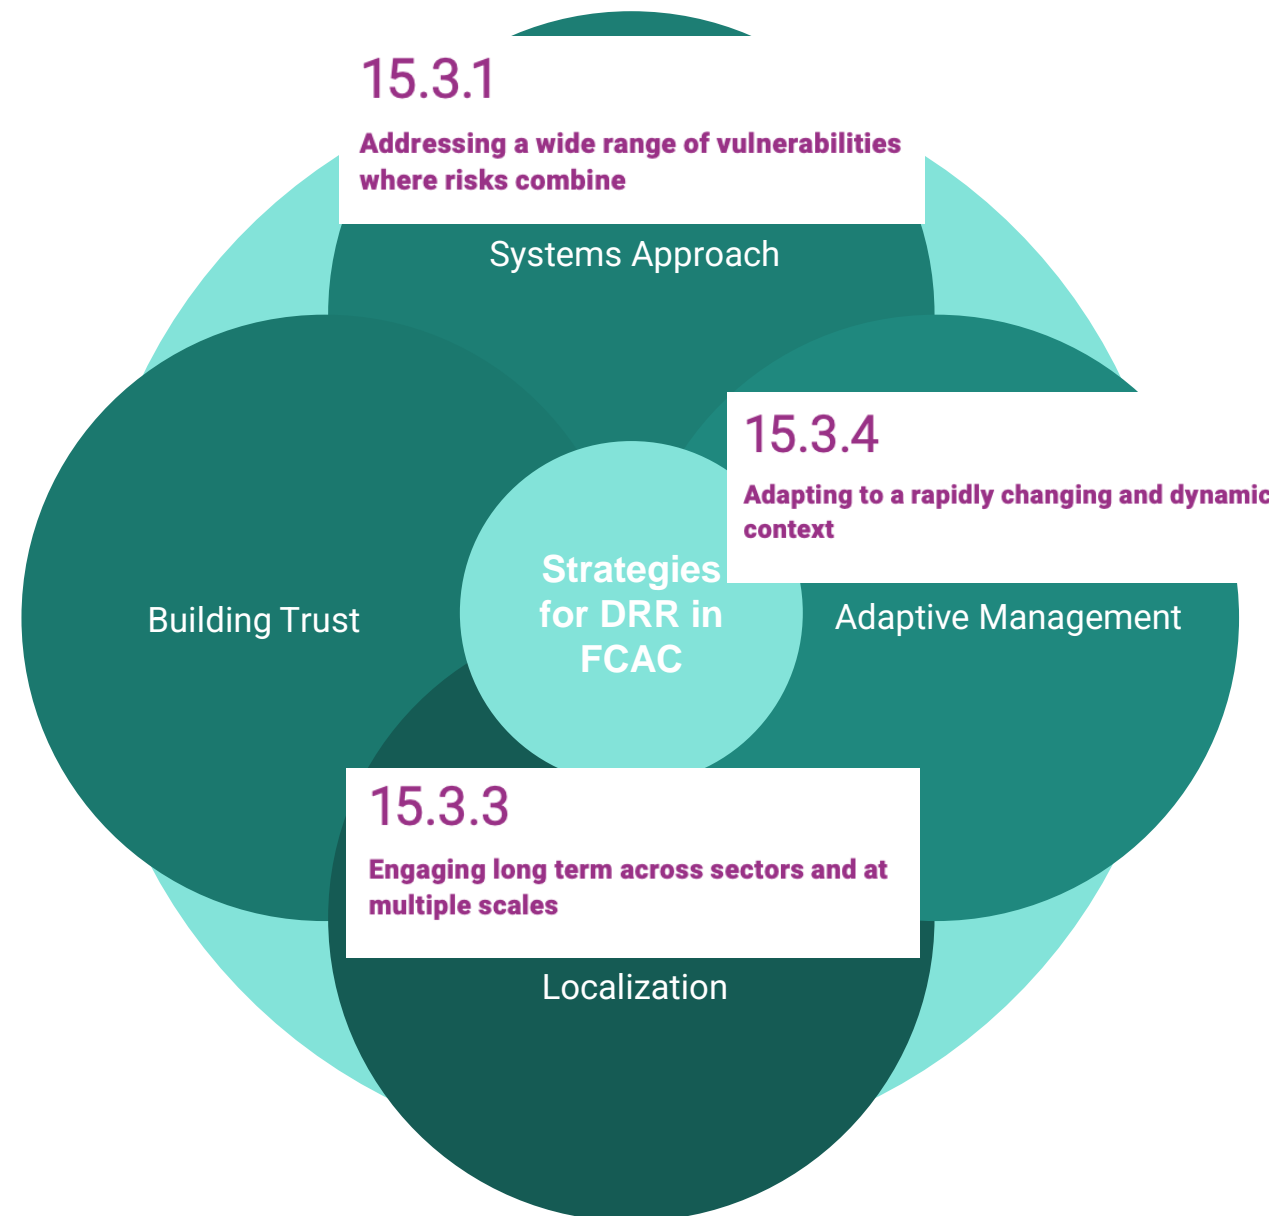 15.3.1
Addressing a wide range of vulnerabilities
where risks combine
Systems Approach
15.3.4
Adapting to a rapidly changing and dynamic
context
Strategies
for DRR in
FCAC
Building Trust
Adaptive Management
15.3.3
Engaging long term across sectors and at
multiple scales
Localization